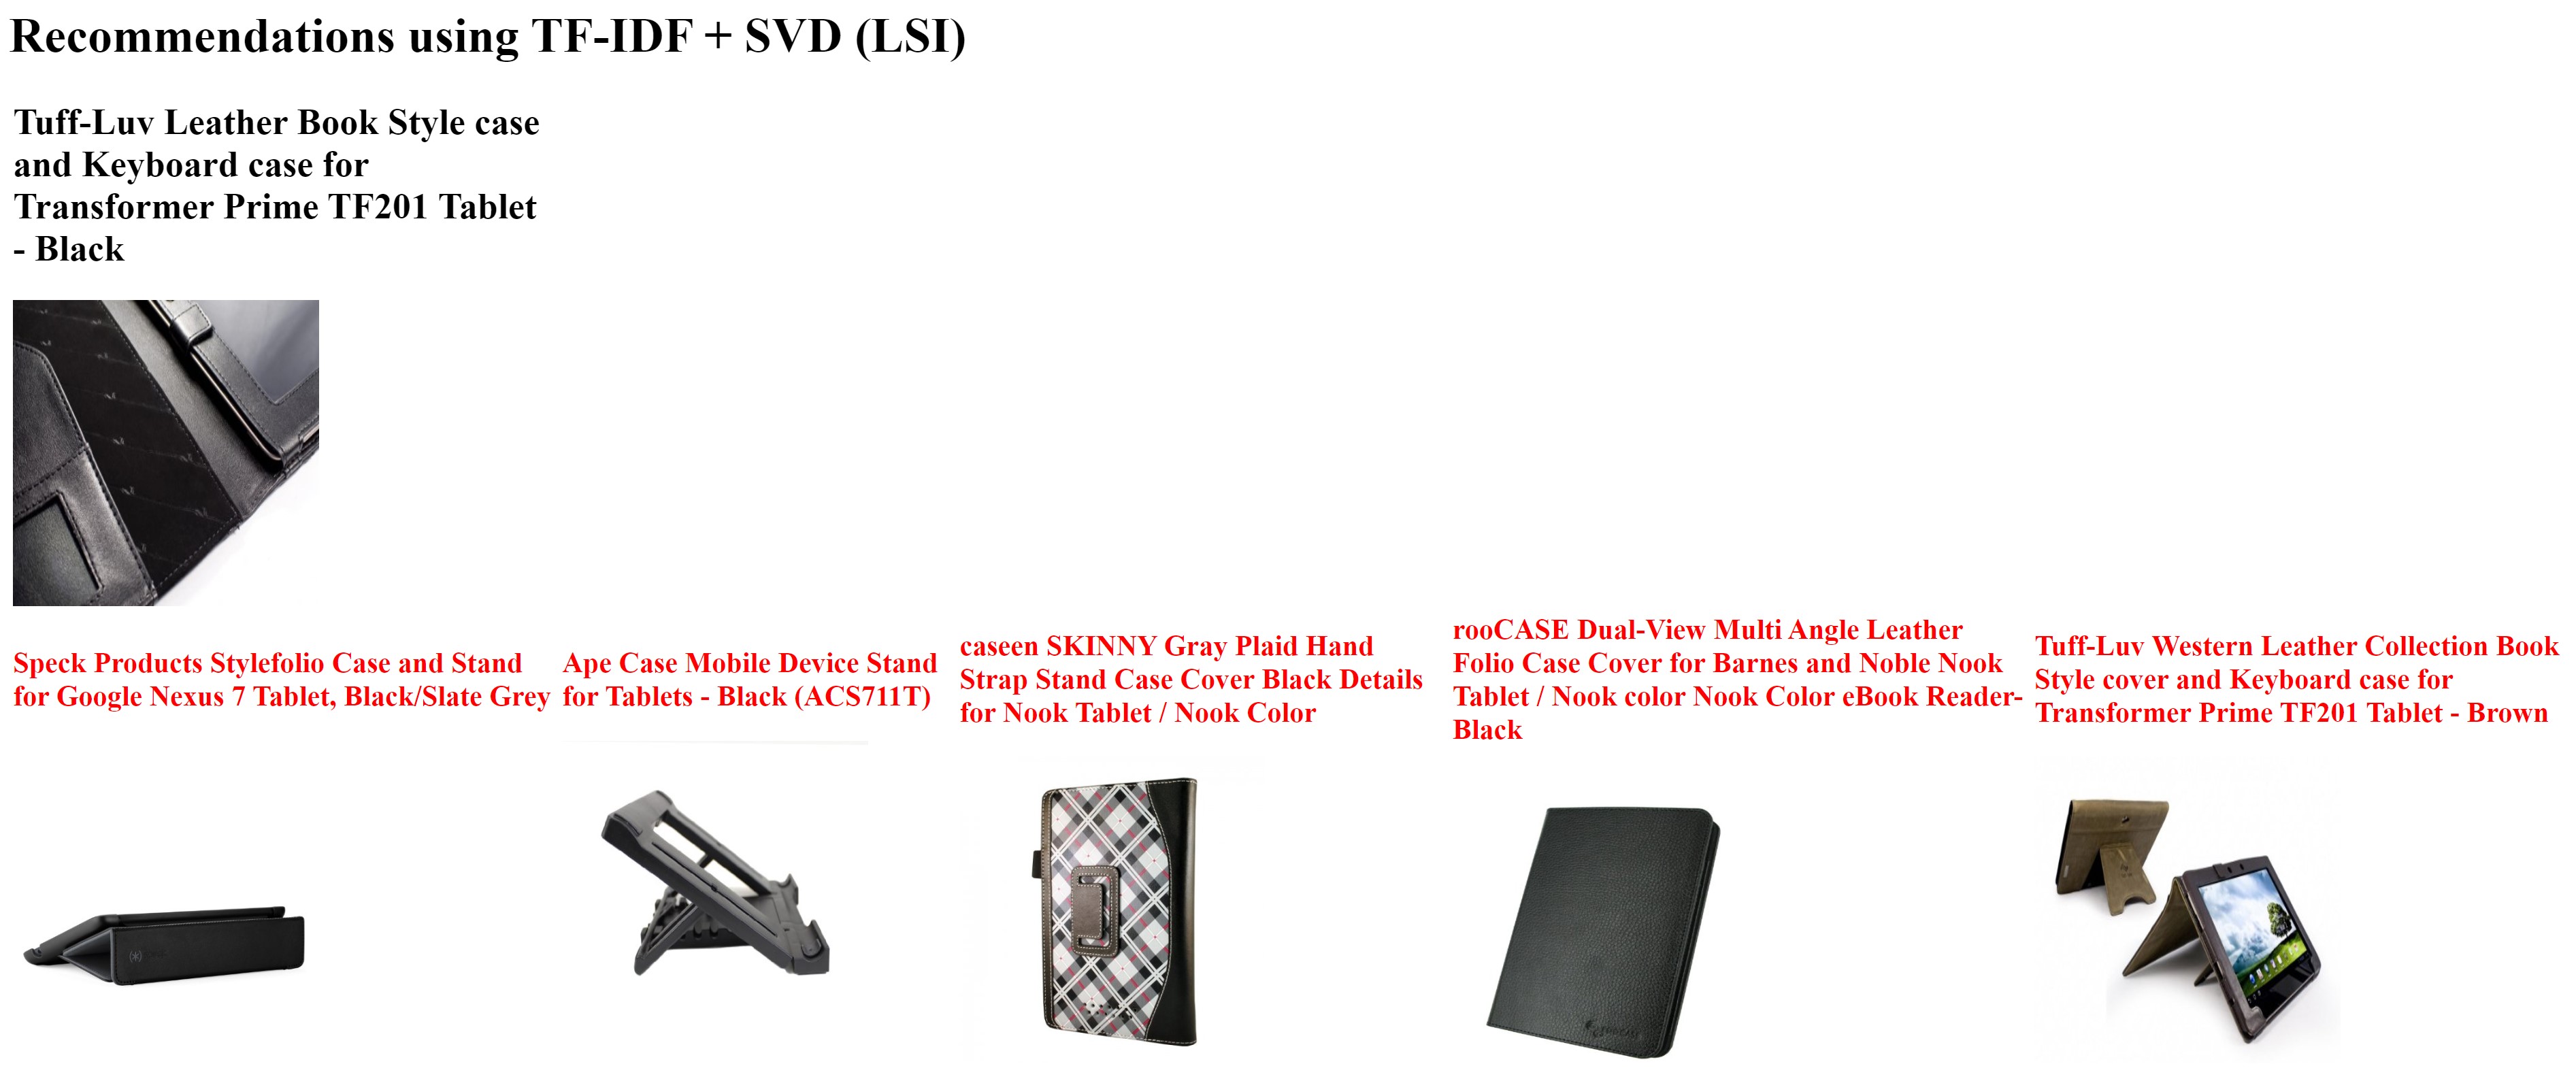 Recommendations using TF-IDF + SVD (LSI)
Tuff-Luv Leather Book Style case
and Keyboard case for
Transformer Prime TF201 Tablet
- Black
Speck Products Stylefolio Case and Stand
for Google Nexus 7 Tablet, Black/Slate Grey
Ape Case Mobile Device Stand
for Tablets - Black (ACS711T)
caseen SKINNY Gray Plaid Hand
Strap Stand Case Cover Black Details
for Nook Tablet / Nook Color
rooCASE Dual-View Multi Angle Leather
Folio Case Cover for Barnes and Noble Nook
Tablet / Nook color Nook Color eBook Reader-
Black
Tuff-Luv Western Leather Collection Book
Style cover and Keyboard case for
Transformer Prime TF201 Tablet - Brown